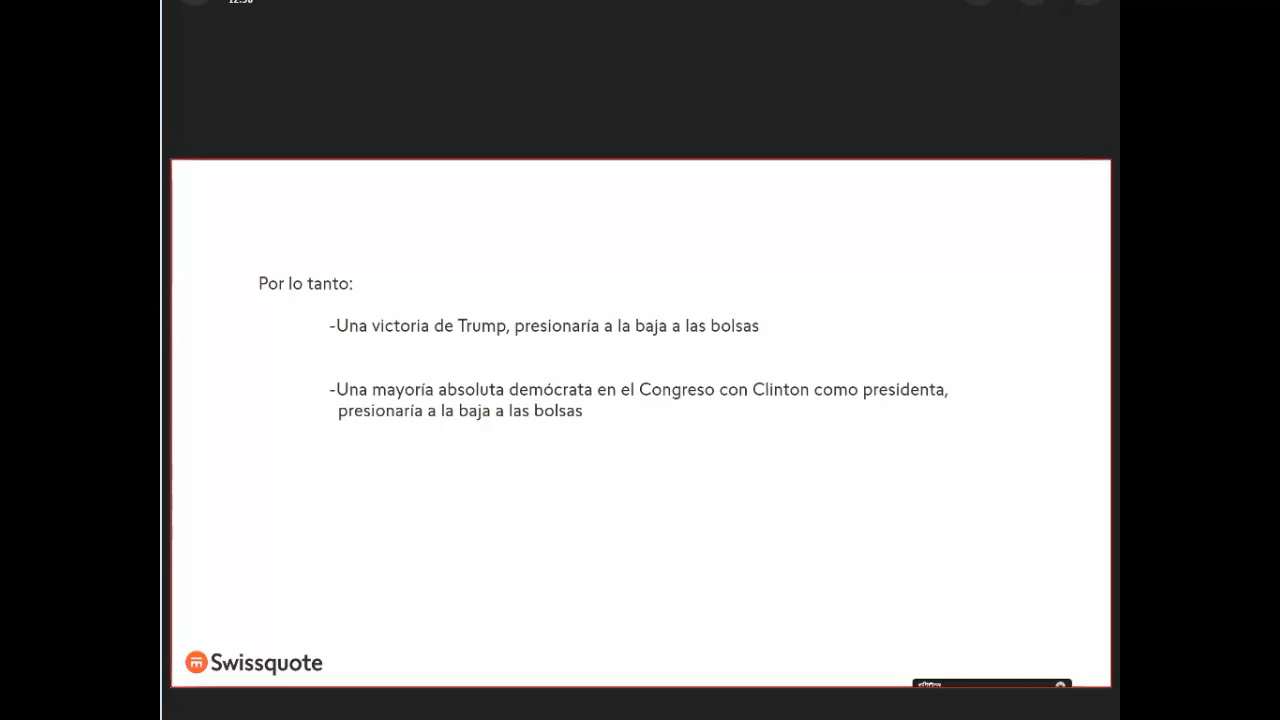 Por lo tanto:
-Una victoria de Trump, presionaría a la baja a las bolsas
-Una mayoría absoluta demócrata en el Congreso con Clinton como presidenta,
presionaría a la baja a las bolsas
Swissquote